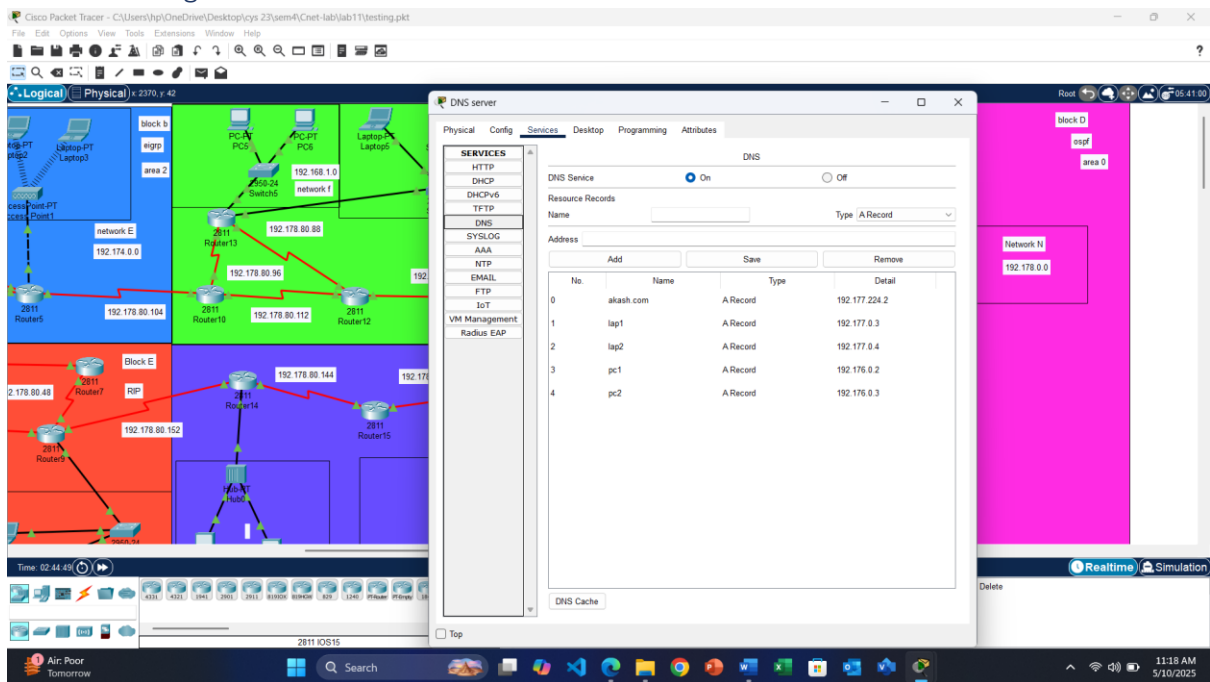 Cisco Packet Tracer - C:\Users\hp\OneDrive\Desktop\cys 23\sem4\Cnet-lab\lab11\testing.pkt
File Edit Options View Tools Extensions Window Help
Logical Physical x: 2370, y: 42
Root 05:41:00
block b
eigrp
area 2
Laptop-PT
Laptop3
Point1
network E
192.174.0.0
2811
Router5
192.178.80.104
PC5
PC-PT
PC6
Laptop6
2950-24
Switch5
192.168.1.0
network f
2811
Router13
192.178.80.88
192.178.80.96
2811
Router10
192.178.80.112
2811
Router12
Block E
RIP
2811
Router7
2.178.80.48
192.178.80.152
2811
Router9
2950-24
192.178.80.144
2811
Router14
2811
Router15
Hub0
DNS server
Physical Config Services Desktop Programming Attributes
SERVICES
HTTP
DHCP
DHCPv6
TFTP
DNS
SYSLOG
AAA
NTP
EMAIL
FTP
IoT
VM Management
Radius EAP
DNS
DNS Service On Off
Resource Records
Name Type A Record
Address
Add Save Remove
No. Name Type Detail
0 akash.com A Record 192.177.224.2
1 lap1 A Record 192.177.0.3
2 lap2 A Record 192.177.0.4
3 pc1 A Record 192.176.0.2
4 pc2 A Record 192.176.0.3
DNS Cache
Top
block D
ospf
area 0
Network N
192.178.0.0
Time: 02:44:49
Realtime Simulation
4331 4321 1941 2901 2911 819IOX 819HGW 829 1240 PT-Router PT-Empty
Delete
2811 IOS15
1
Air: Poor
Tomorrow
Search
11:18 AM
5/10/2025